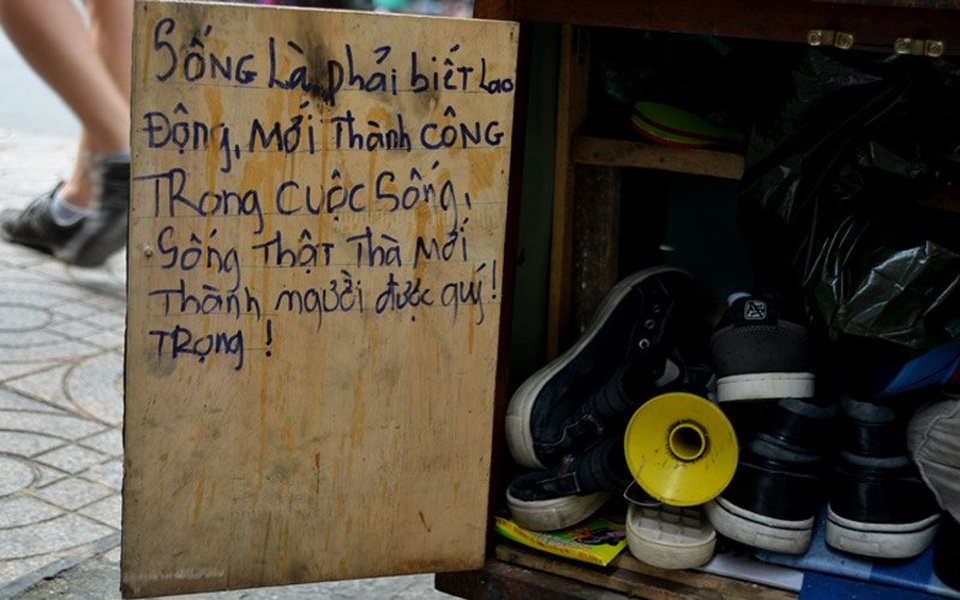 SỐNG Là phải biết Lao
Động, MỚI Thành CÔNG
TRong Cuộc Sống,
Sống Thật Thà Mới
Thành người được quý!
TRọng!